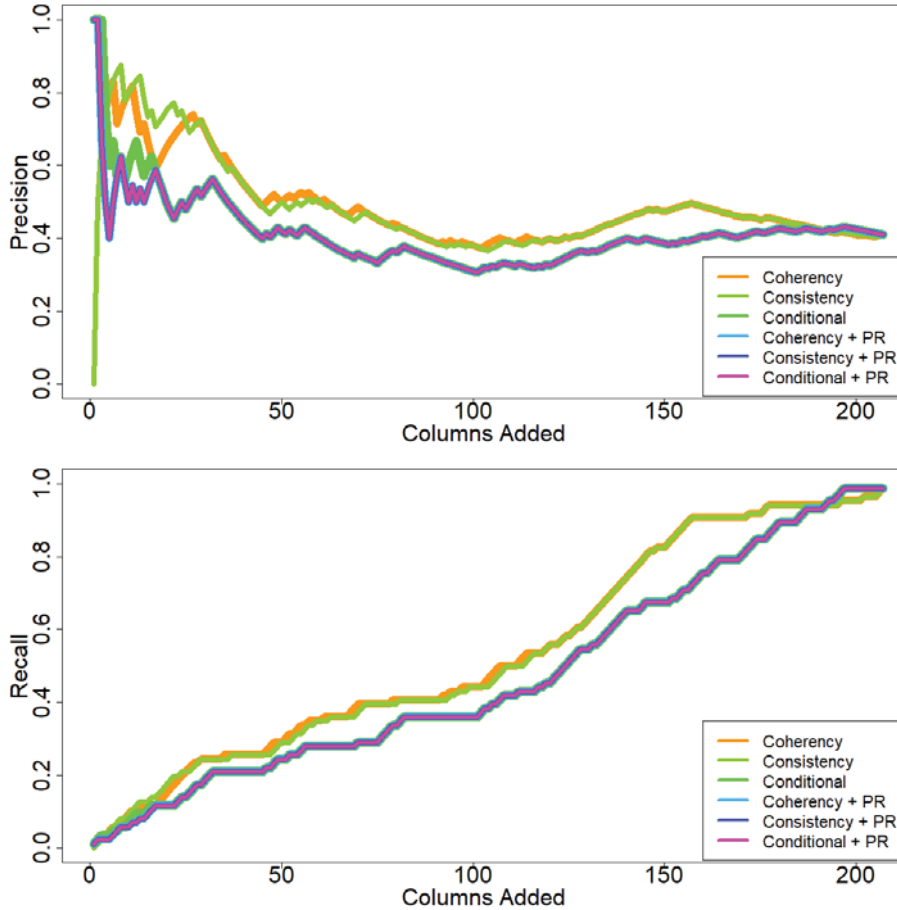 Precision
1.0
0.8
0.6
0.4
0.2
0.0
Coherency
Consistency
Conditional
Coherency + PR
Consistency + PR
Conditional + PR
0 50 100 150 200
Columns Added
Recall
1.0
0.8
0.6
0.4
0.2
0.0
Coherency
Consistency
Conditional
Coherency + PR
Consistency + PR
Conditional + PR
0 50 100 150 200
Columns Added